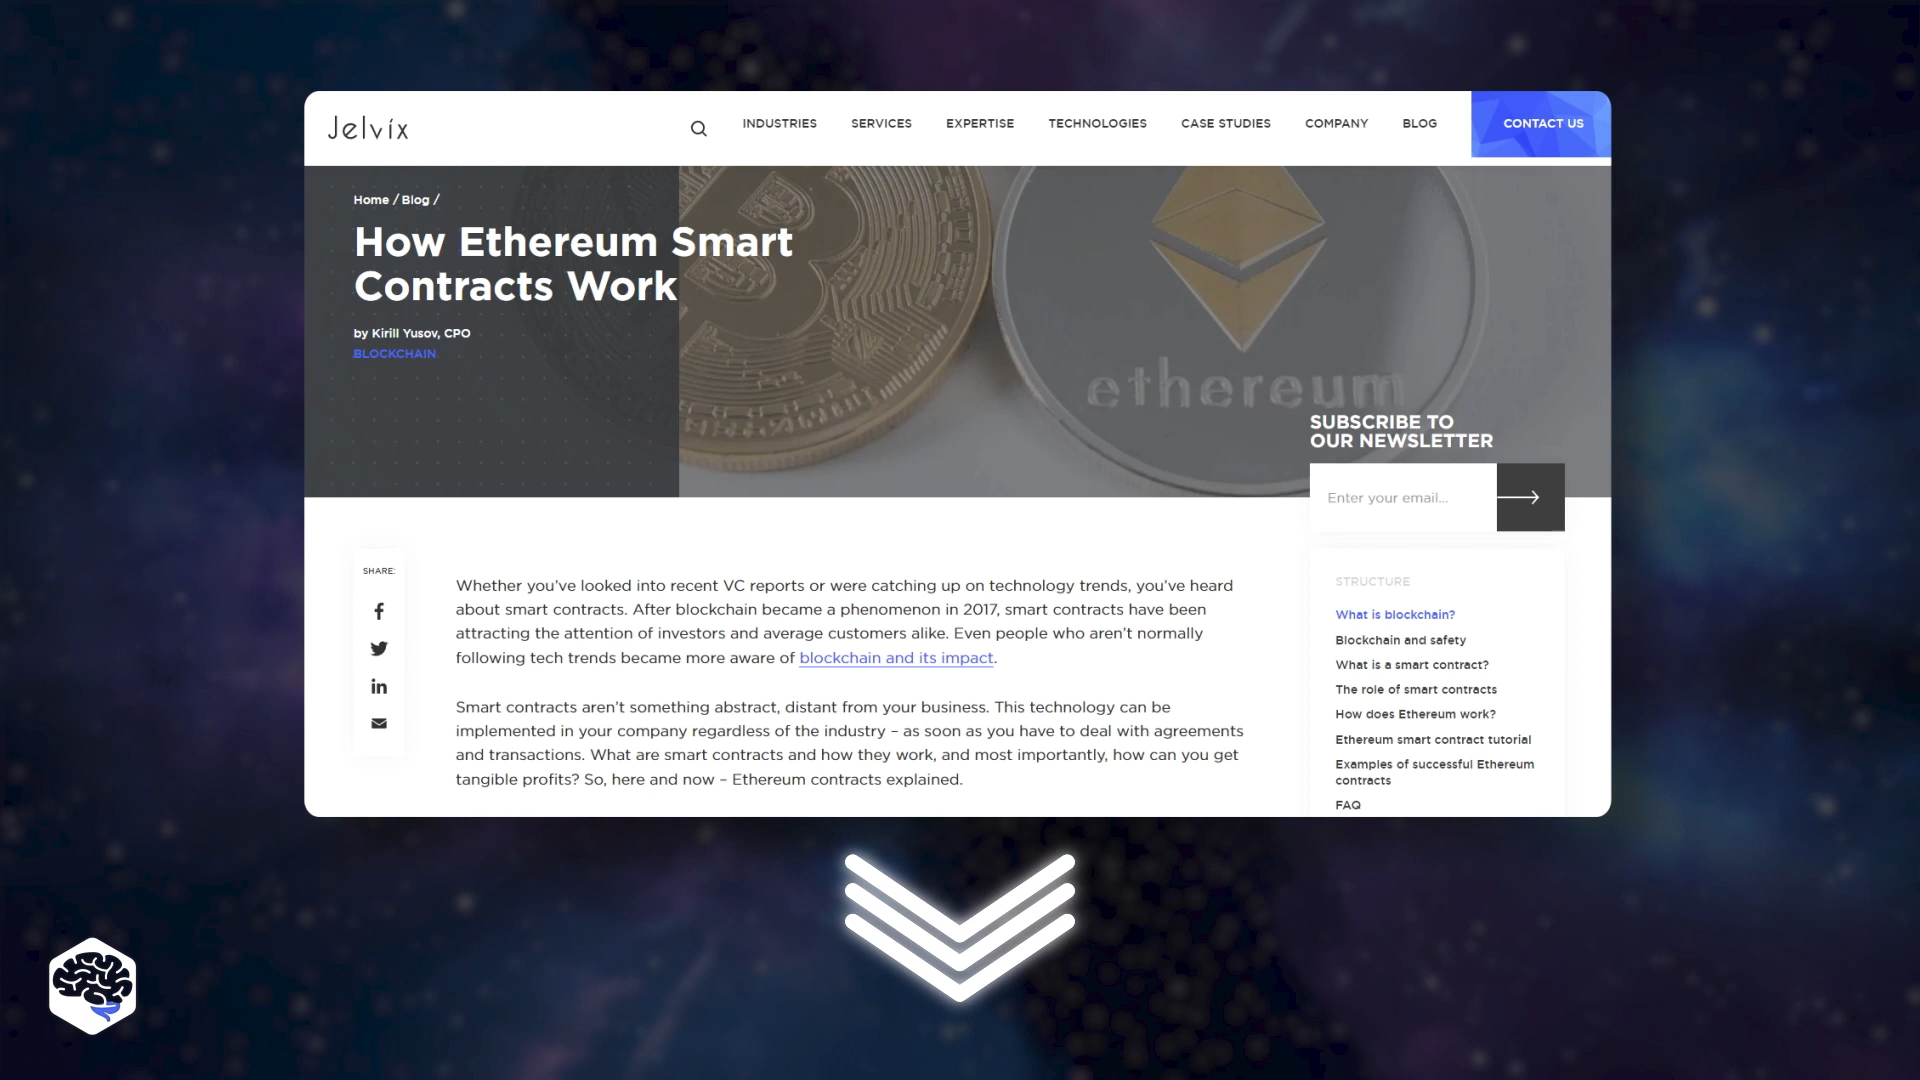 Jelvix
INDUSTRIES
SERVICES
EXPERTISE
TECHNOLOGIES
CASE STUDIES
COMPANY
BLOG
CONTACT US
Home / Blog /
How Ethereum Smart
Contracts Work
by Kirill Yusov, CPO
BLOCKCHAIN
ethereum
SUBSCRIBE TO
OUR NEWSLETTER
Enter your email...
SHARE:
Whether you’ve looked into recent VC reports or were catching up on technology trends, you’ve heard
about smart contracts. After blockchain became a phenomenon in 2017, smart contracts have been
attracting the attention of investors and average customers alike. Even people who aren’t normally
following tech trends became more aware of blockchain and its impact.
Smart contracts aren’t something abstract, distant from your business. This technology can be
implemented in your company regardless of the industry – as soon as you have to deal with agreements
and transactions. What are smart contracts and how they work, and most importantly, how can you get
tangible profits? So, here and now – Ethereum contracts explained.
STRUCTURE
What is blockchain?
Blockchain and safety
What is a smart contract?
The role of smart contracts
How does Ethereum work?
Ethereum smart contract tutorial
Examples of successful Ethereum
contracts
FAQ